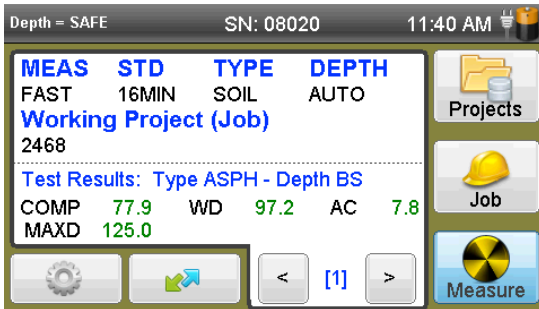 Depth = SAFE SN: 08020 11:40 AM
MEAS STD TYPE DEPTH
FAST 16MIN SOIL AUTO
Working Project (Job)
2468
Test Results: Type ASPH - Depth BS
COMP 77.9 WD 97.2 AC 7.8
MAXD 125.0
< [1] >
Projects
Job
Measure